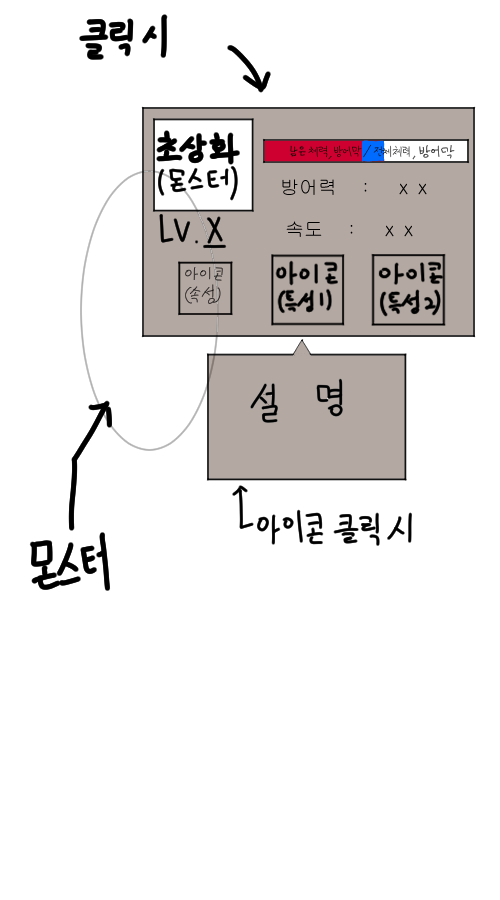 클릭 시
초상화
(몬스터)
남은 체력, 방어막 / 전체체력, 방어막
방어력 : x x
LV. X
속도 : x x
아이콘
(속성)
아이콘
(특성1)
아이콘
(특성2)
설 명
아이콘 클릭 시
몬스터